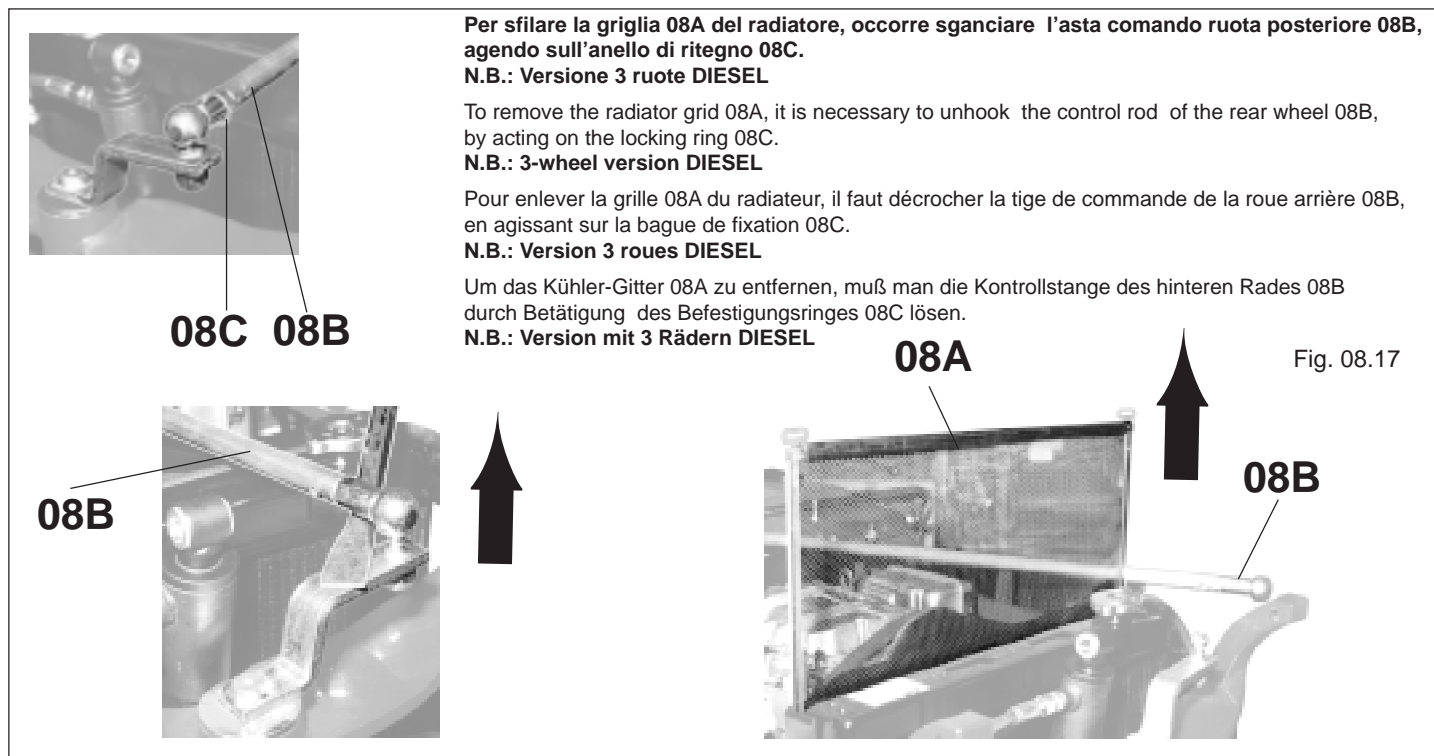 Per sfilare la griglia 08A del radiatore, occorre sganciare l'asta comando ruota posteriore 08B,
agendo sull'anello di ritegno 08C.
N.B.: Versione 3 ruote DIESEL
To remove the radiator grid 08A, it is necessary to unhook the control rod of the rear wheel 08B,
by acting on the locking ring 08C.
N.B.: 3-wheel version DIESEL
Pour enlever la grille 08A du radiateur, il faut décrocher la tige de commande de la roue arrière 08B,
en agissant sur la bague de fixation 08C.
N.B.: Version 3 roues DIESEL
Um das Kühler-Gitter 08A zu entfernen, muß man die Kontrollstange des hinteren Rades 08B
durch Betätigung des Befestigungsringes 08C lösen.
N.B.: Version mit 3 Rädern DIESEL
08C 08B
08A
Fig. 08.17
08B
08B